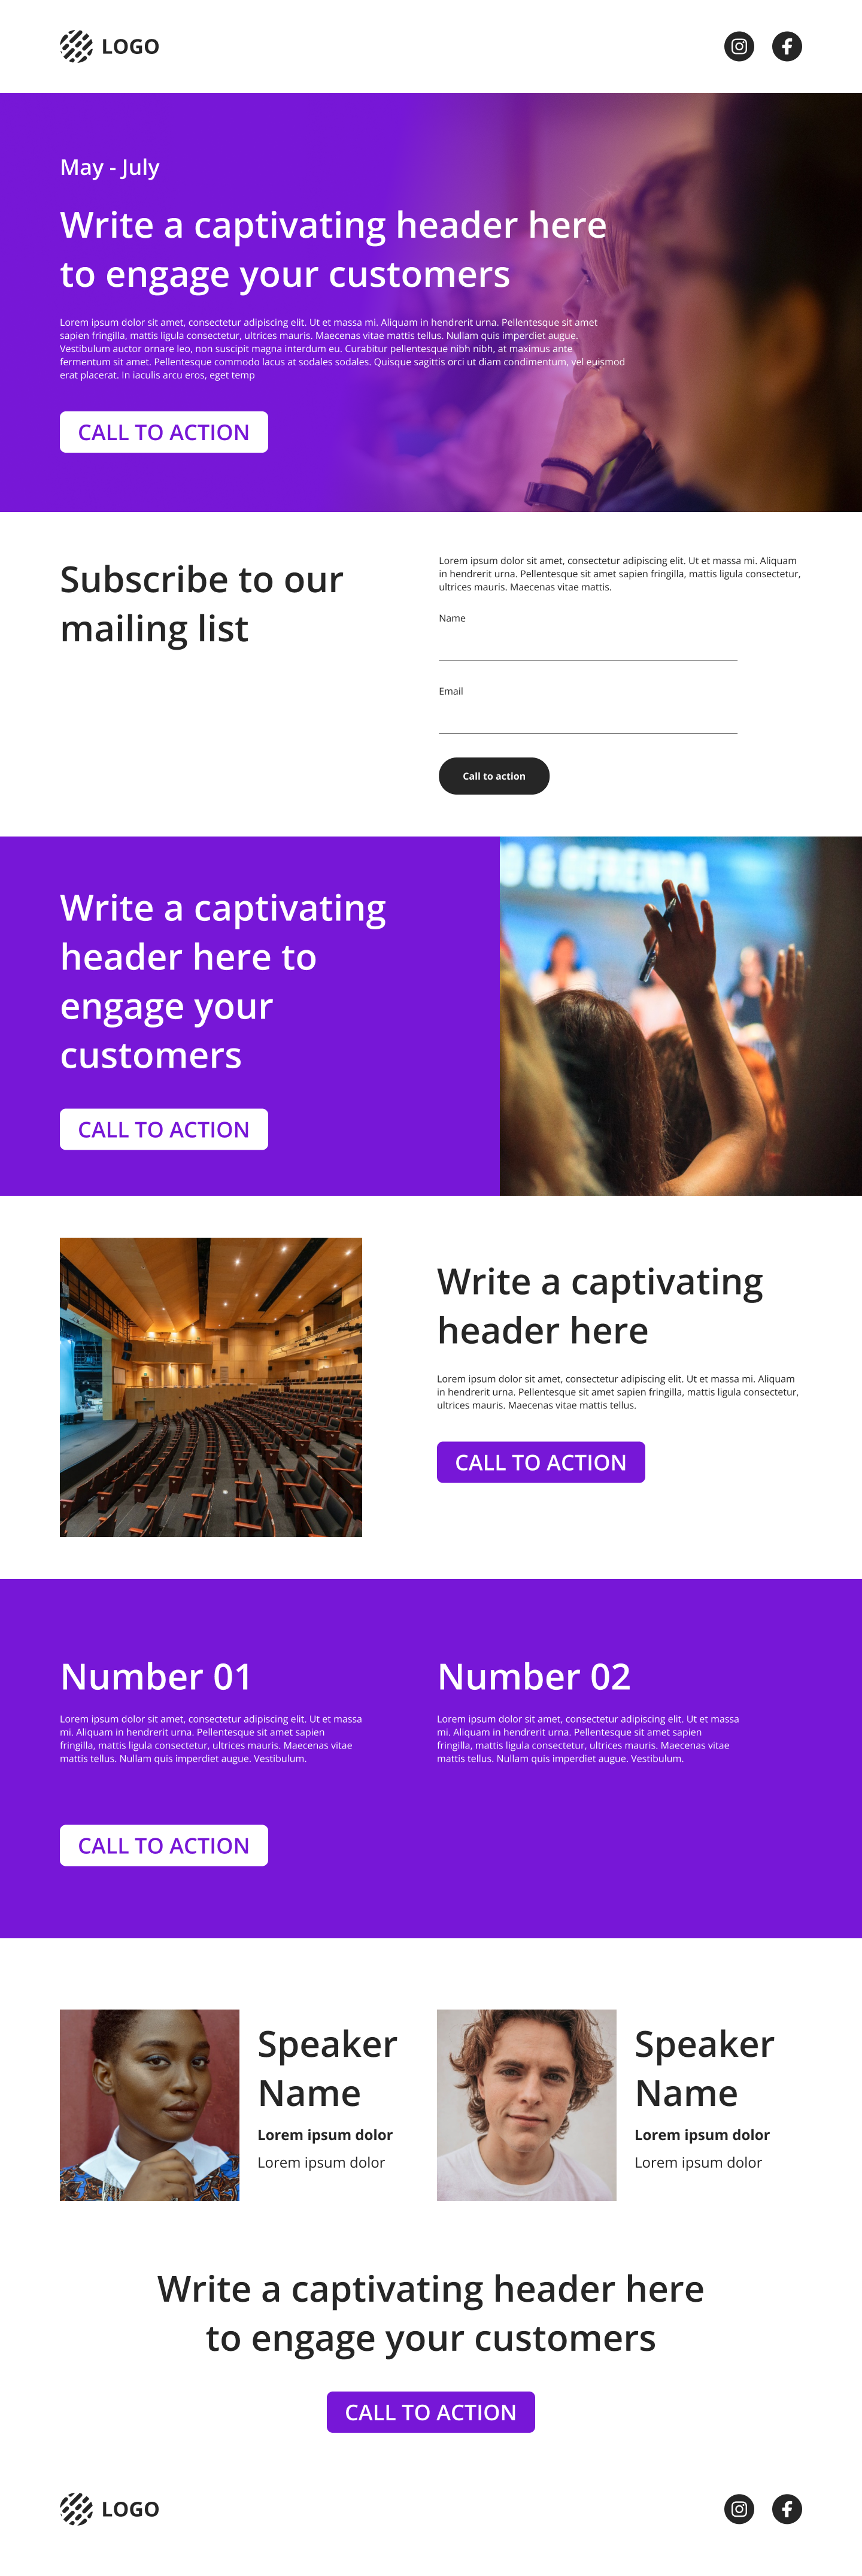 LOGO
May - July
Write a captivating header here
to engage your customers
Lorem ipsum dolor sit amet, consectetur adipiscing elit. Ut et massa mi. Aliquam in hendrerit urna. Pellentesque sit amet
sapien fringilla, mattis ligula consectetur, ultrices mauris. Maecenas vitae mattis tellus. Nullam quis imperdiet augue.
Vestibulum auctor ornare leo, non suscipit magna interdum eu. Curabitur pellentesque nibh nibh, at maximus ante
fermentum sit amet. Pellentesque commodo lacus at sodales sodales. Quisque sagittis orci ut diam condimentum, vel euismod
erat placerat. In iaculis arcu eros, eget temp
CALL TO ACTION
Subscribe to our
mailing list
Lorem ipsum dolor sit amet, consectetur adipiscing elit. Ut et massa mi. Aliquam
in hendrerit urna. Pellentesque sit amet sapien fringilla, mattis ligula consectetur,
ultrices mauris. Maecenas vitae mattis.
Name
Email
Call to action
Write a captivating
header here to
engage your
customers
CALL TO ACTION
O & OFRENDA
Write a captivating
header here
Lorem ipsum dolor sit amet, consectetur adipiscing elit. Ut et massa mi. Aliquam
in hendrerit urna. Pellentesque sit amet sapien fringilla, mattis ligula consectetur,
ultrices mauris. Maecenas vitae mattis tellus.
CALL TO ACTION
Number 01
Lorem ipsum dolor sit amet, consectetur adipiscing elit. Ut et massa
mi. Aliquam in hendrerit urna. Pellentesque sit amet sapien
fringilla, mattis ligula consectetur, ultrices mauris. Maecenas vitae
mattis tellus. Nullam quis imperdiet augue. Vestibulum.
CALL TO ACTION
Number 02
Lorem ipsum dolor sit amet, consectetur adipiscing elit. Ut et massa
mi. Aliquam in hendrerit urna. Pellentesque sit amet sapien
fringilla, mattis ligula consectetur, ultrices mauris. Maecenas vitae
mattis tellus. Nullam quis imperdiet augue. Vestibulum.
Speaker
Name
Lorem ipsum dolor
Lorem ipsum dolor
Speaker
Name
Lorem ipsum dolor
Lorem ipsum dolor
Write a captivating header here
to engage your customers
CALL TO ACTION
LOGO